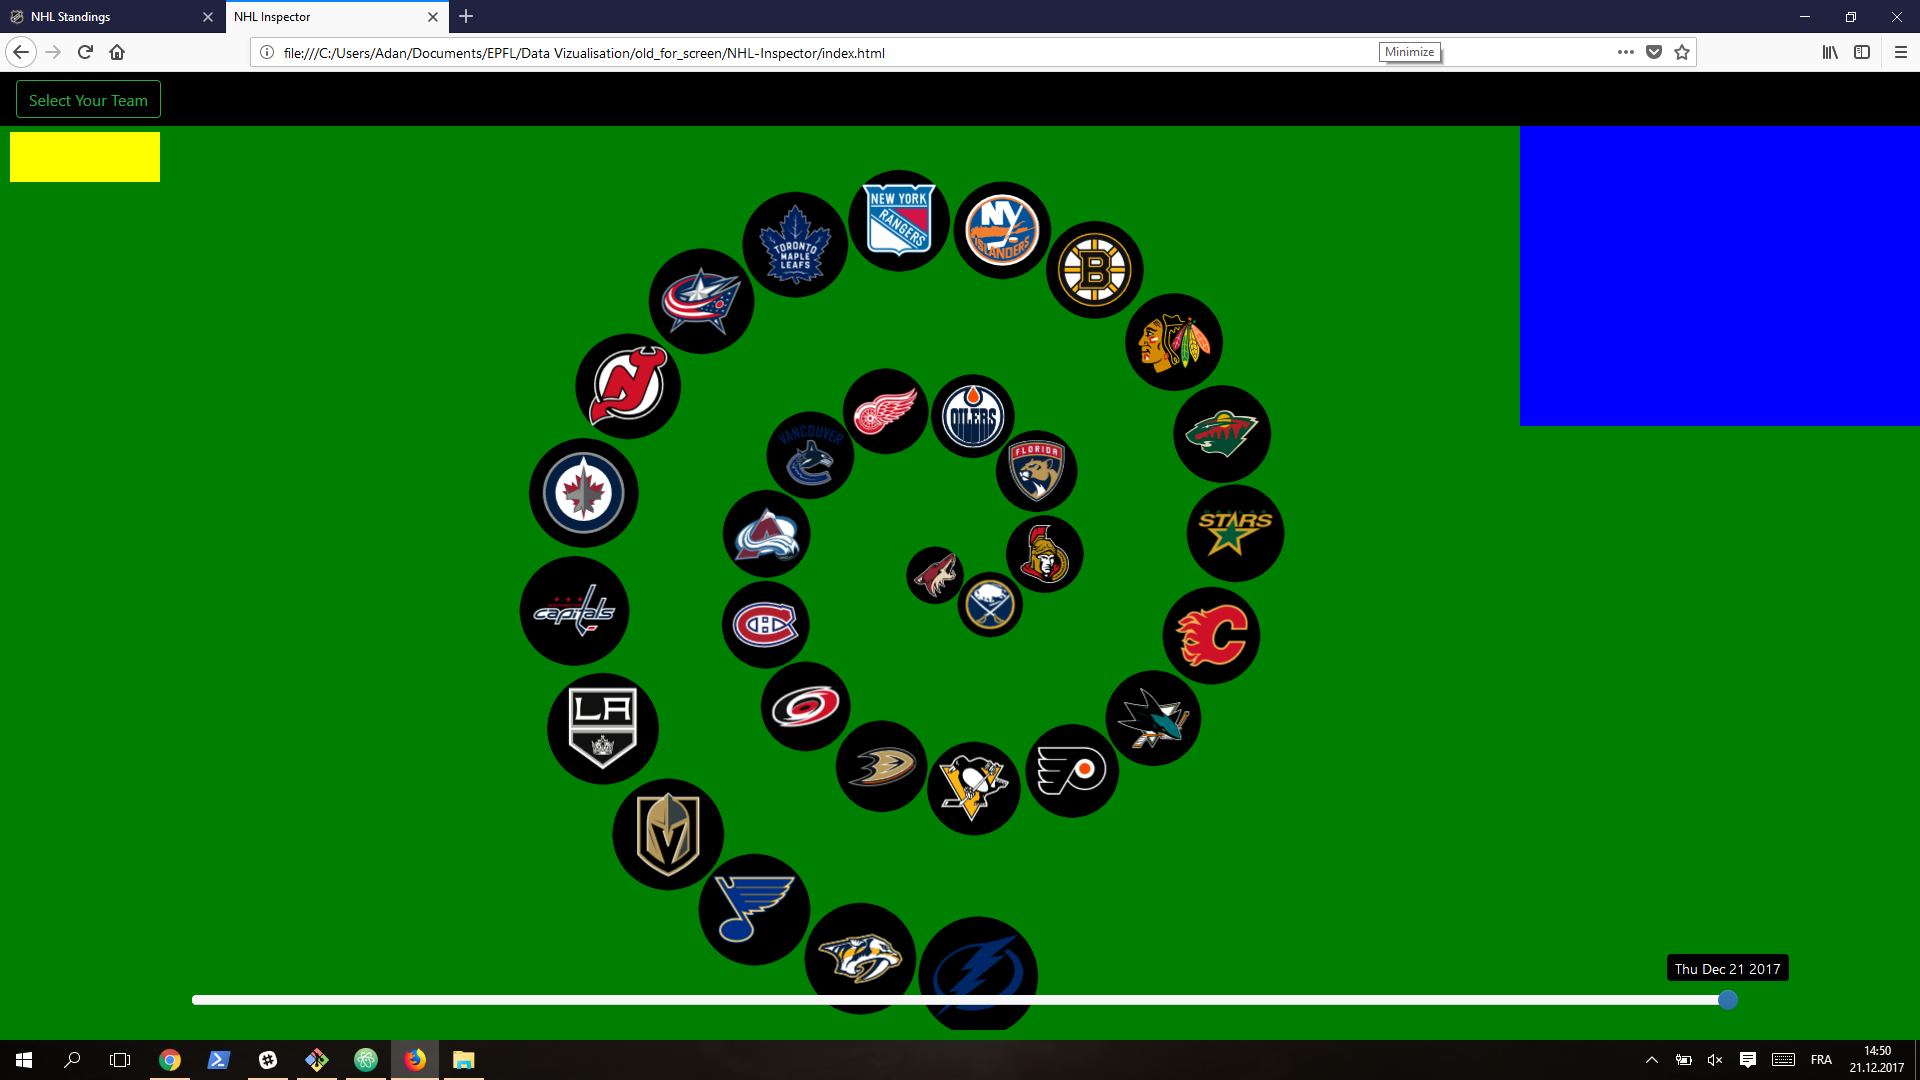 NHL Standings
NHL Inspector
file:///C:/Users/Adan/Documents/EPFL/Data Vizualisation/old_for_screen/NHL-Inspector/index.html
Minimize
Select Your Team
NEW YORK
RANGERS
NY
ISLANDERS
TORONTO
MAPLE
LEAFS
B
VANCOUVER
OILERS
FLORIDA
DALLAS
STARS
WASHINGTON
capitals
LA
Thu Dec 21 2017
FRA
14:50
21.12.2017